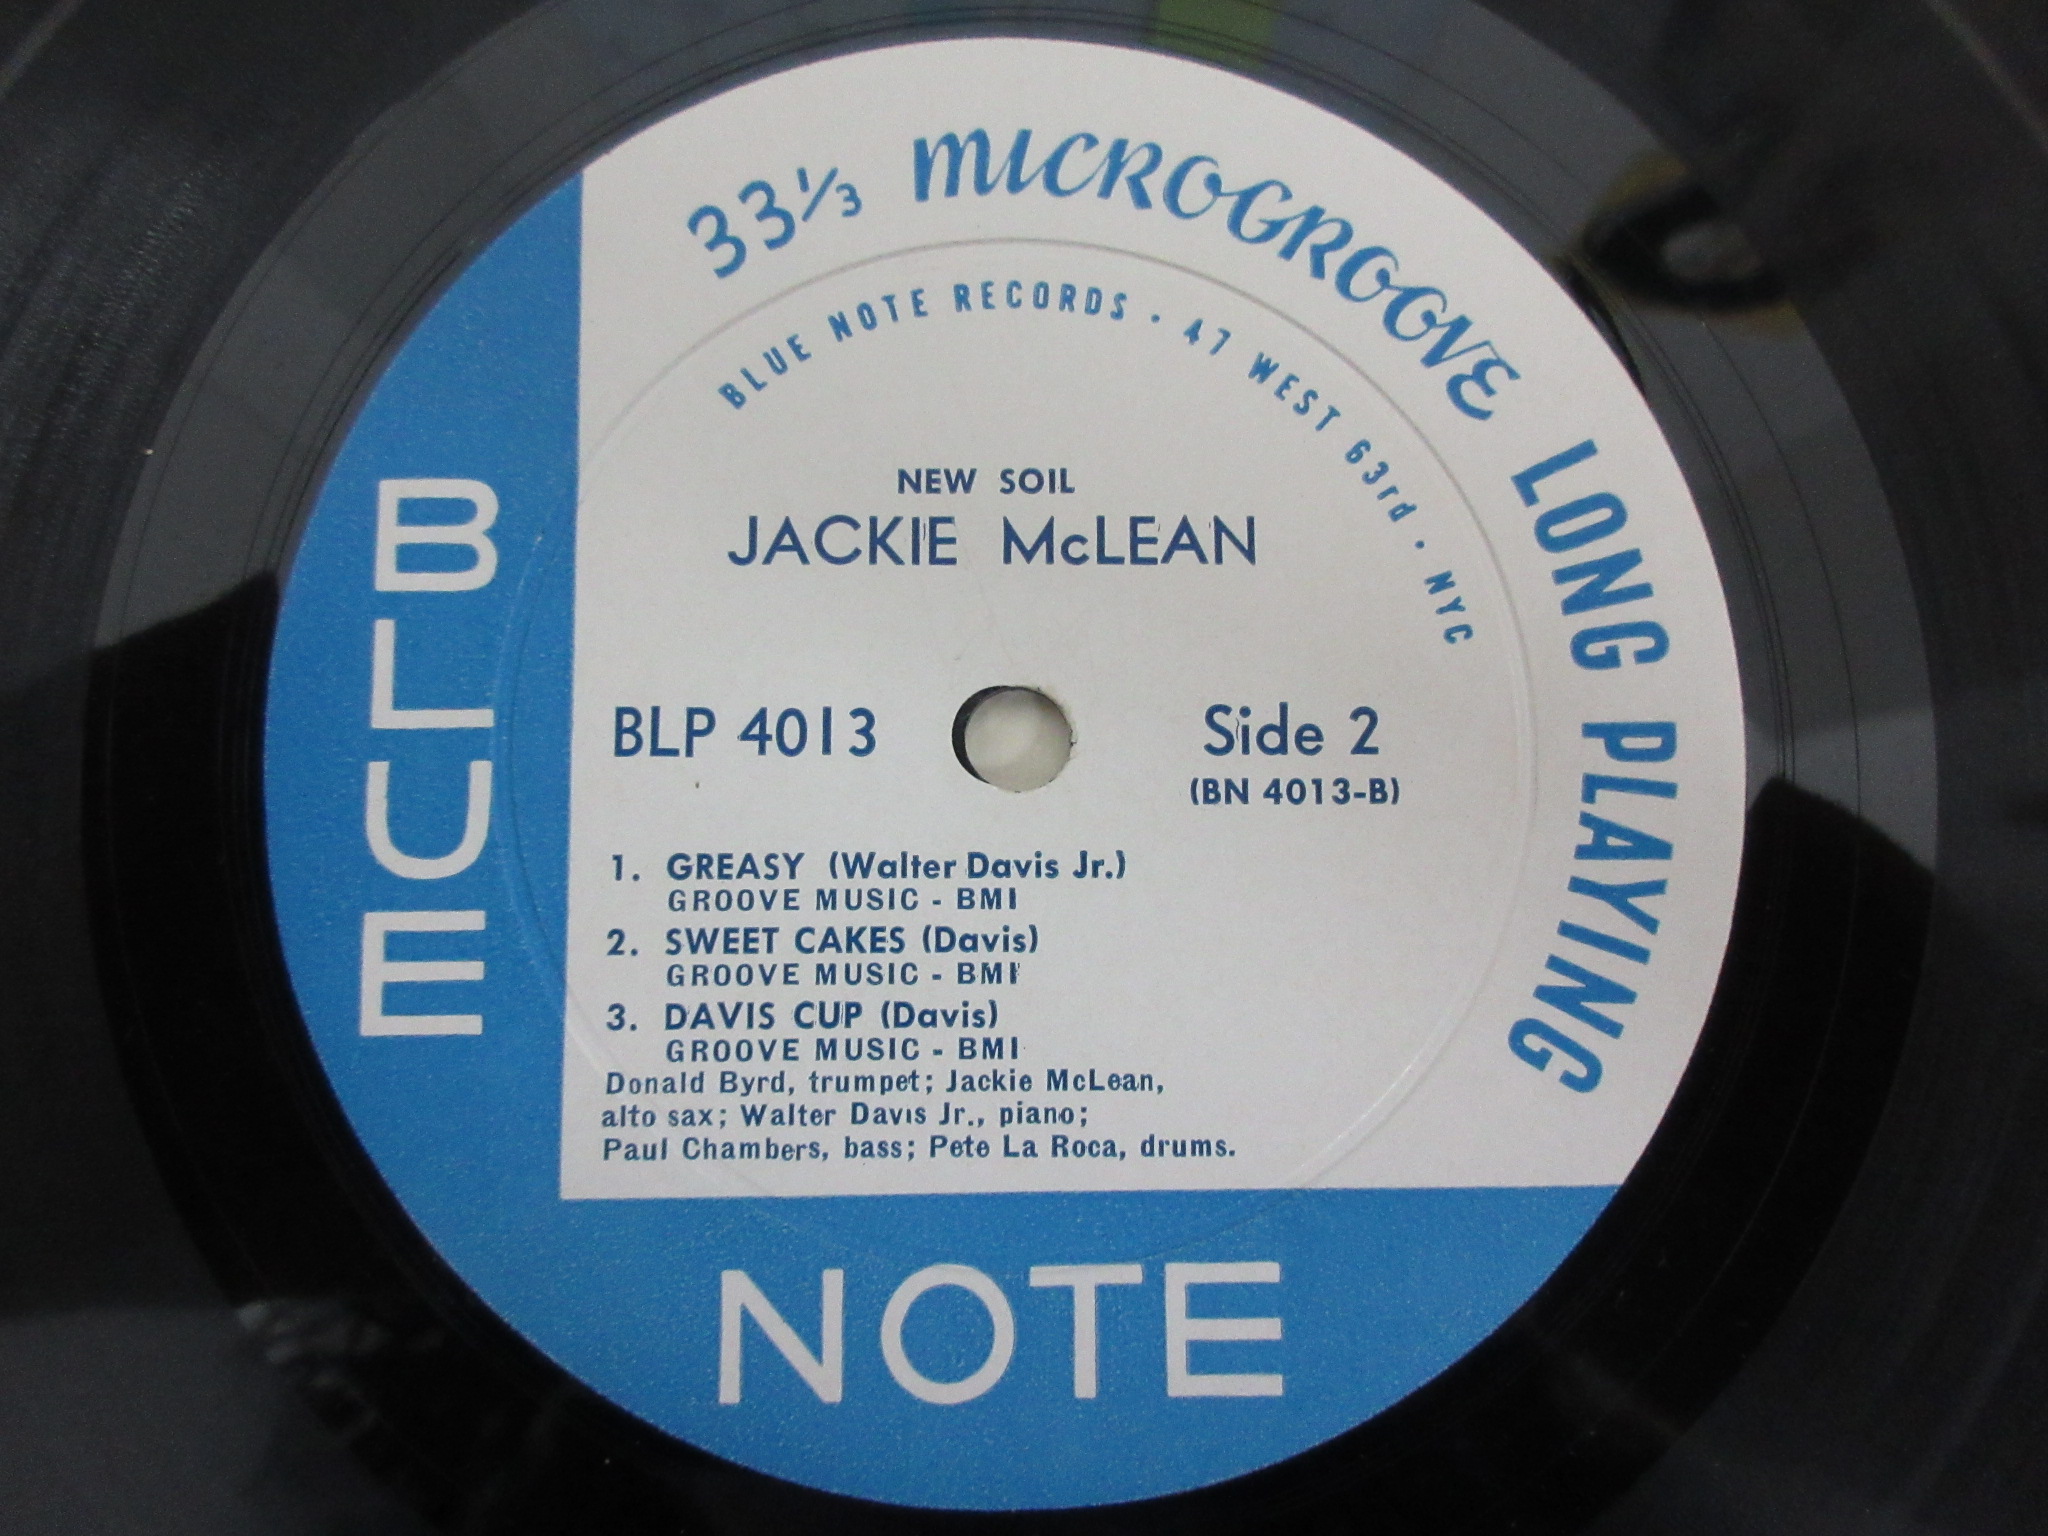 33⅓ MICROGROOVE LONG PLAYING
BLUE NOTE RECORDS · 47 WEST 63rd · NYC
NEW SOIL
JACKIE McLEAN
BLP 4013
Side 2
(BN 4013-B)
1. GREASY (Walter Davis Jr.)
GROOVE MUSIC - BMI
2. SWEET CAKES (Davis)
GROOVE MUSIC - BMI
3. DAVIS CUP (Davis)
GROOVE MUSIC - BMI
Donald Byrd, trumpet; Jackie McLean,
alto sax; Walter Davis Jr., piano;
Paul Chambers, bass; Pete La Roca, drums.
BLUE
NOTE